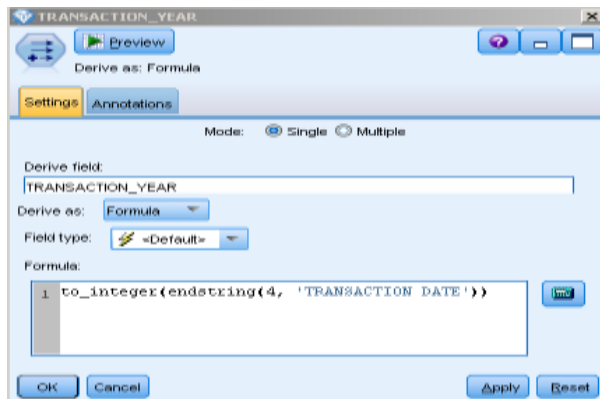 TRANSACTION_YEAR
Preview
Derive as: Formula
Settings Annotations
Mode: Single Multiple
Derive field:
TRANSACTION_YEAR
Derive as: Formula
Field type: <Default>
Formula:
1 to_integer(endstring(4, 'TRANSACTION DATE'))
OK Cancel Apply Reset